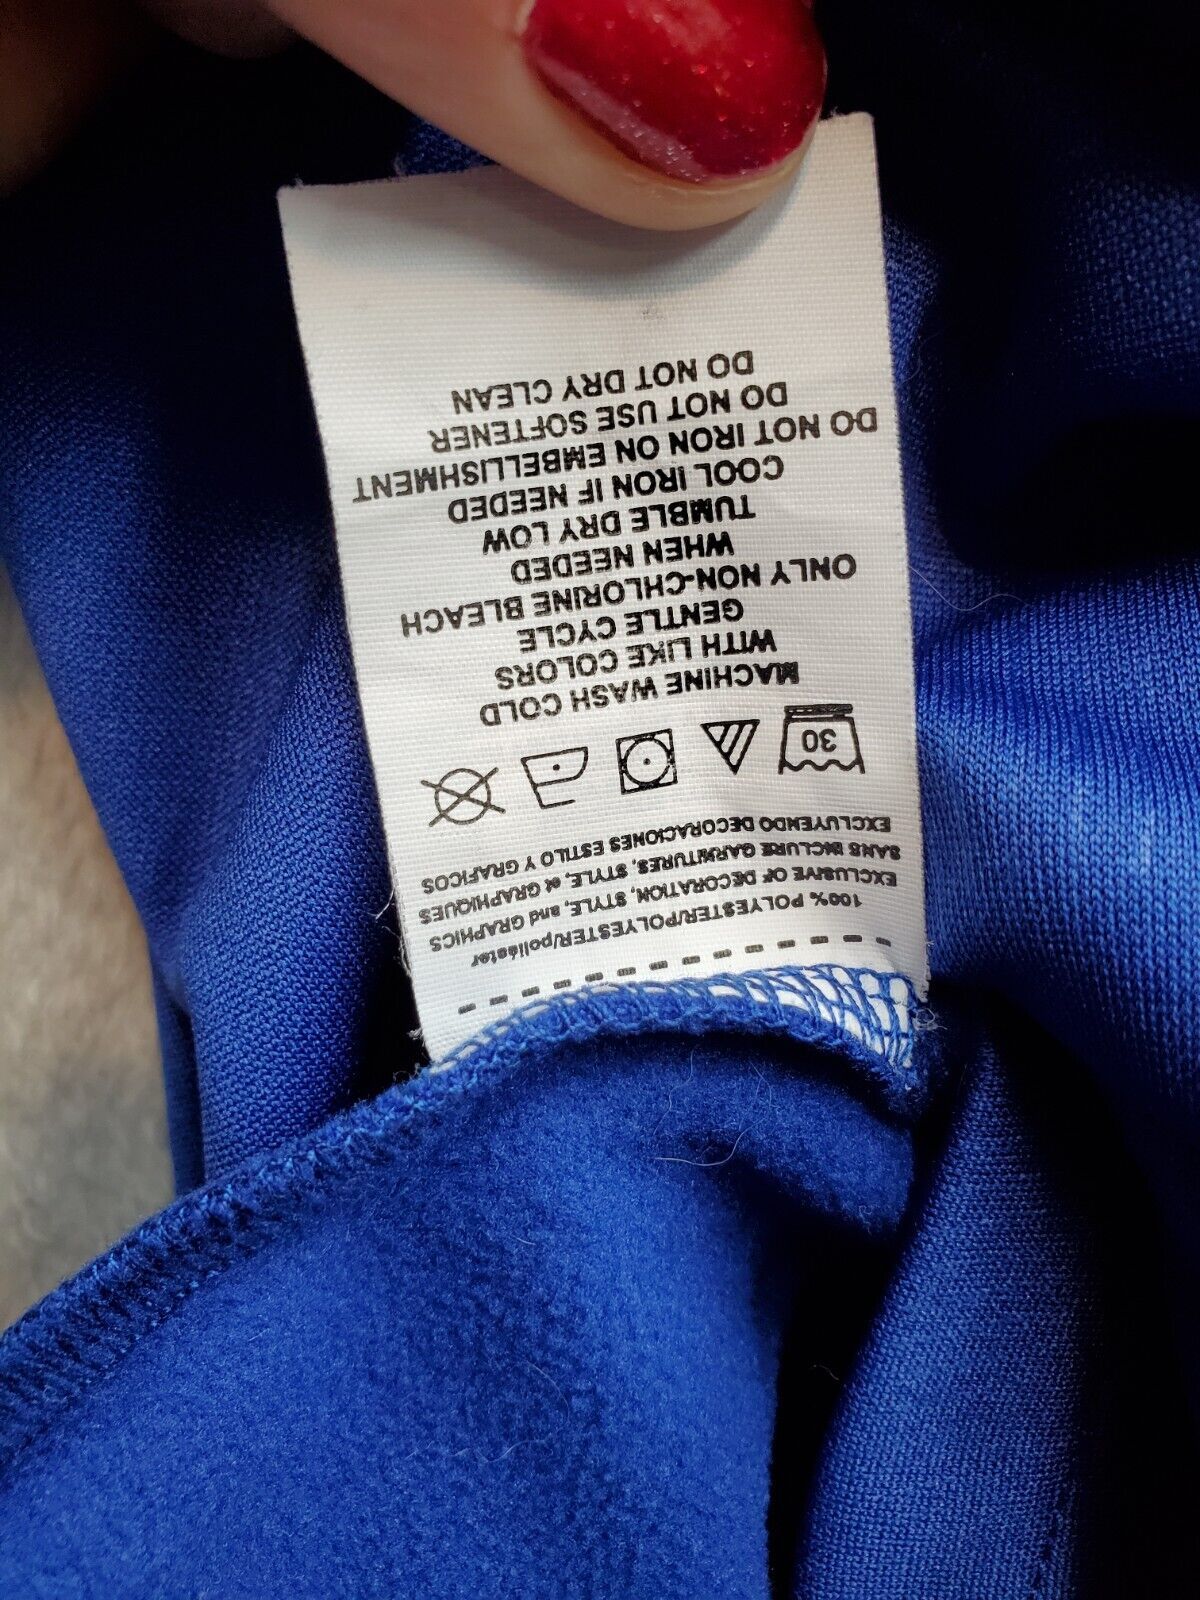 100% POLYESTER/POLYESTER/poliéster
EXCLUSIVE OF DECORATION, STYLE, and GRAPHICS
SANS INCLURE GARNITURES, STYLE, et GRAPHIQUES
EXCLUYENDO DECORACIONES ESTILO Y GRAFICOS
30
MACHINE WASH COLD
WITH LIKE COLORS
GENTLE CYCLE
ONLY NON-CHLORINE BLEACH
WHEN NEEDED
TUMBLE DRY LOW
COOL IRON IF NEEDED
DO NOT IRON ON EMBELLISHMENT
DO NOT USE SOFTENER
DO NOT DRY CLEAN